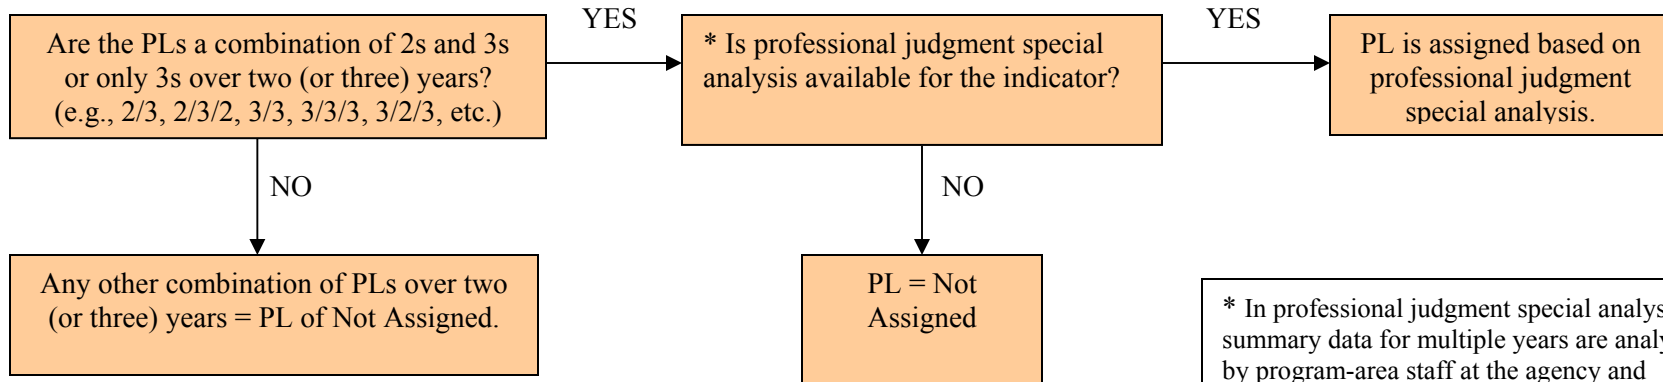 YES
YES
Are the PLs a combination of 2s and 3s
or only 3s over two (or three) years?
(e.g., 2/3, 2/3/2, 3/3, 3/3/3, 3/2/3, etc.)
* Is professional judgment special
analysis available for the indicator?
PL is assigned based on
professional judgment
special analysis.
NO
NO
Any other combination of PLs over two
(or three) years = PL of Not Assigned.
PL = Not
Assigned
* In professional judgment special
summary data for multiple years are
by program-area staff at the agency and